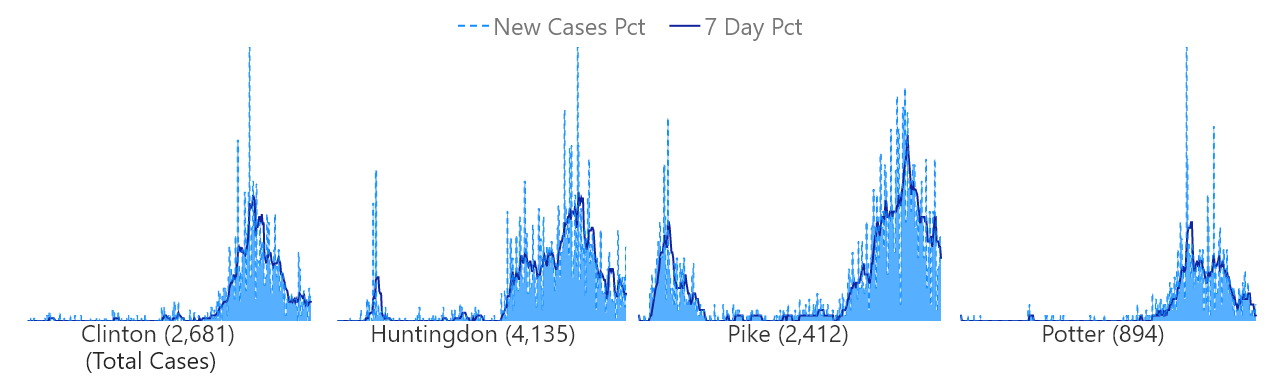 New Cases Pct 7 Day Pct
Clinton (2,681) Huntingdon (4,135) Pike (2,412) Potter (894)
(Total Cases)